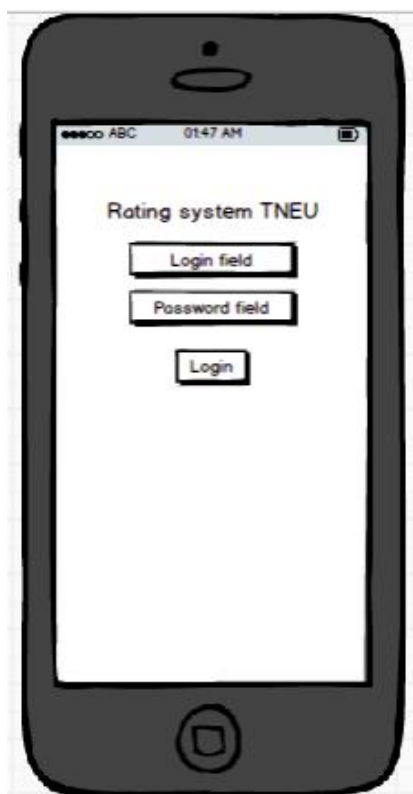 ABC 01:47 AM
Rating system TNEU
Login field
Password field
Login